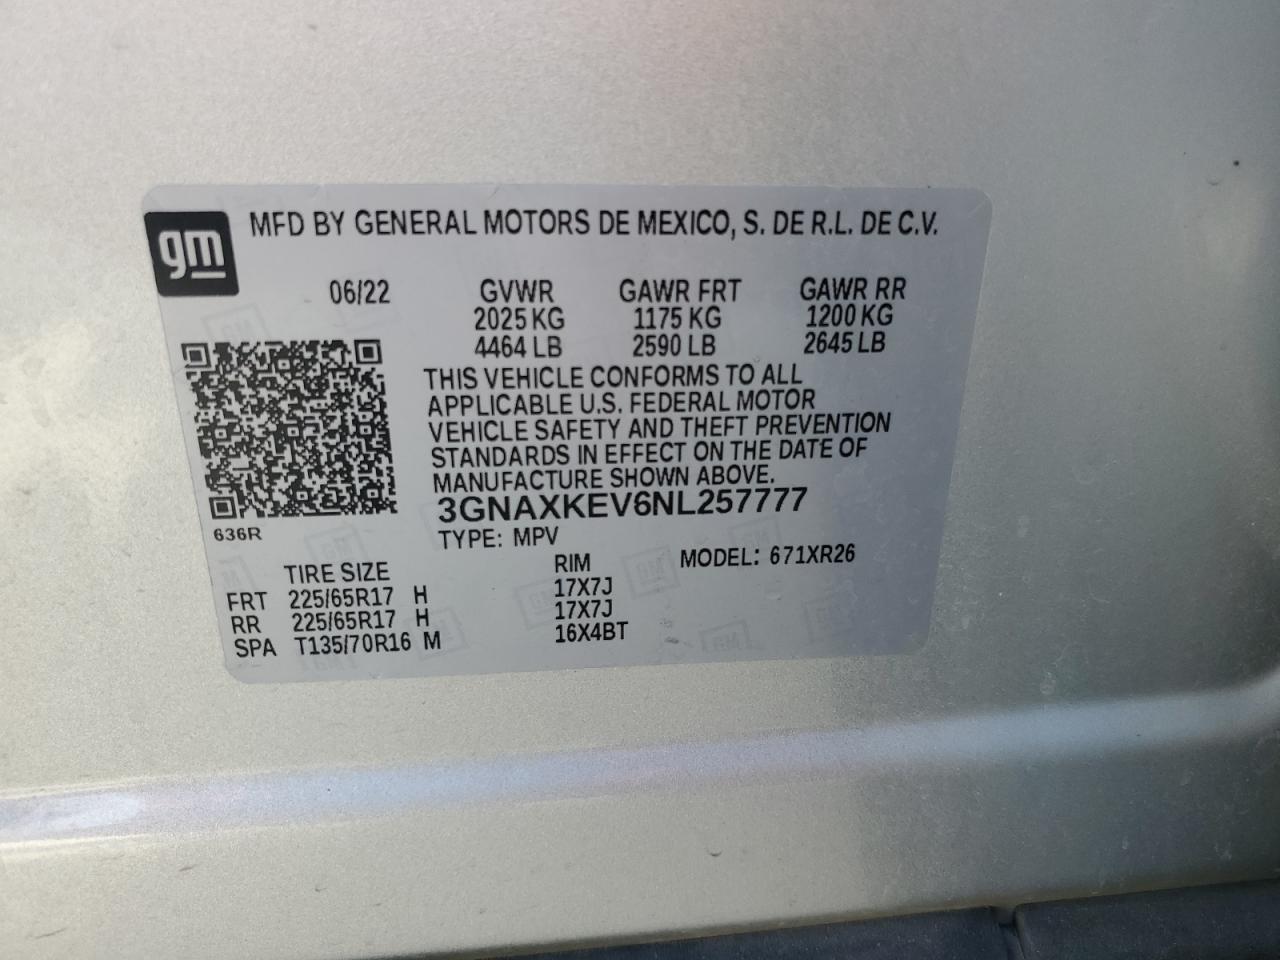 gm
MFD BY GENERAL MOTORS DE MEXICO, S. DE R.L. DE C.V.
06/22 GVWR GAWR FRT GAWR RR
2025 KG 1175 KG 1200 KG
4464 LB 2590 LB 2645 LB
THIS VEHICLE CONFORMS TO ALL
APPLICABLE U.S. FEDERAL MOTOR
VEHICLE SAFETY AND THEFT PREVENTION
STANDARDS IN EFFECT ON THE DATE OF
MANUFACTURE SHOWN ABOVE.
3GNAXKEV6NL257777
636R
TYPE: MPV
TIRE SIZE RIM MODEL: 671XR26
FRT 225/65R17 H 17X7J
RR 225/65R17 H 17X7J
SPA T135/70R16 M 16X4BT